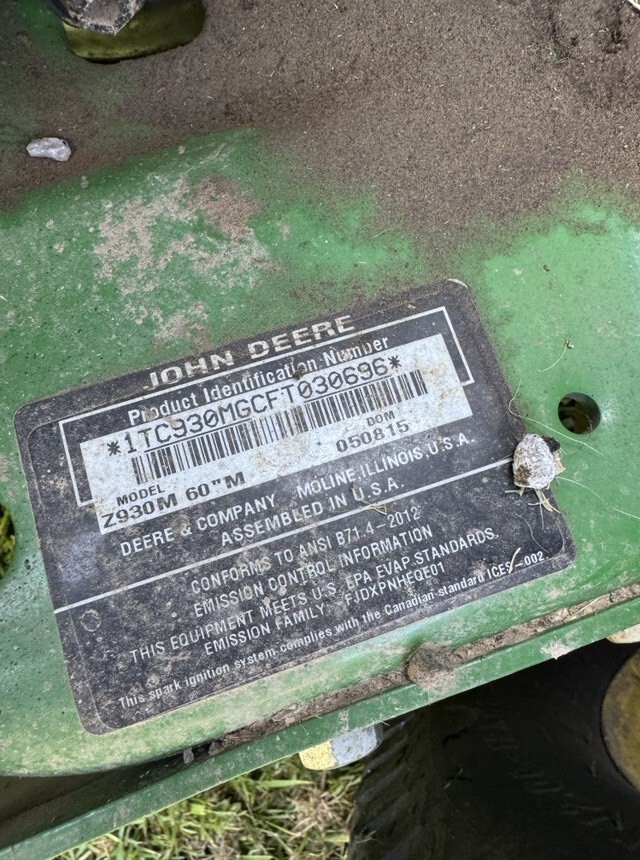 JOHN DEERE
Product Identification Number
*1TC930MGCFT030696*
MODEL DOM
Z930M 60"M 050815
DEERE & COMPANY MOLINE ILLINOIS, U.S.A.
ASSEMBLED IN U.S.A.
CONFORMS TO ANSI B71.4 - 2012
EMISSION CONTROL INFORMATION
THIS EQUIPMENT MEETS U.S. EPA EVAP STANDARDS.
EMISSION FAMILY FJDXPNHEQE01
This spark ignition system complies with the Canadian standard ICES-002